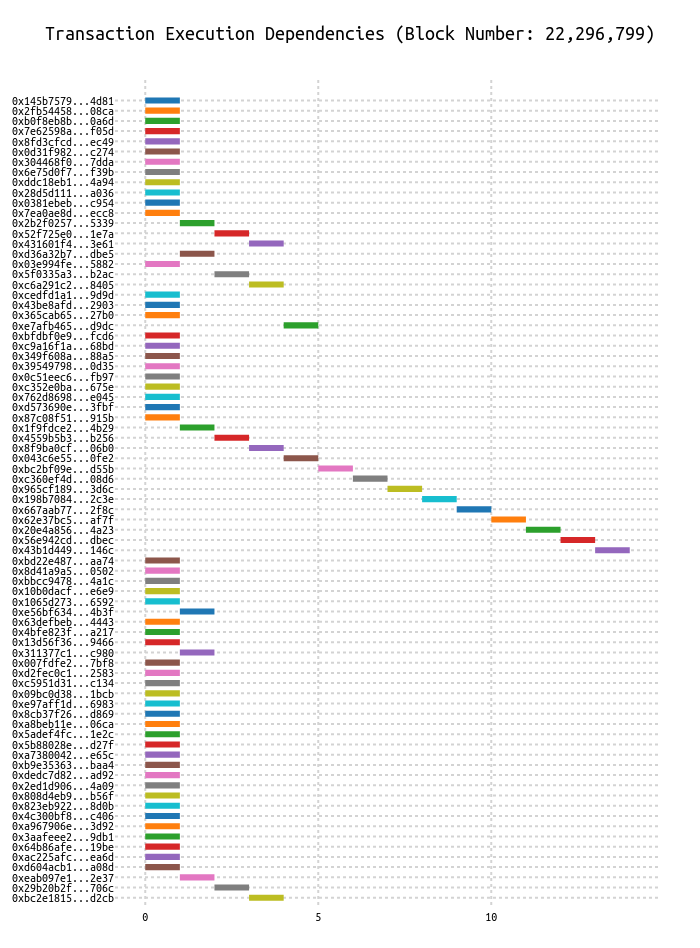 Transaction Execution Dependencies (Block Number: 22,296,799)
0x145b7579...4d81
0x2fb54458...08ca
0xb0f8eb8b...0a6d
0x7e62598a...f05d
0x8fd3cfcd...ec49
0x0d31f982...c274
0x304468f0...7dda
0x6e75d0f7...f39b
0xddc18eb1...4a94
0x28d5d111...a036
0x0381ebeb...c954
0x7ea0ae8d...ecc8
0x2b2f0257...5339
0x52f725e0...1e7a
0x431601f4...3e61
0xd36a32b7...dbe5
0x03e994fe...5882
0x5f0335a3...b2ac
0xc6a291c2...8405
0xcedfd1a1...9d9d
0x43be8afd...2903
0x365cab65...27b0
0xe7afb465...d9dc
0xbfdbf0e9...fcd6
0xc9a16f1a...68bd
0x349f608a...88a5
0x39549798...0d35
0x0c51eec6...fb97
0xc352e0ba...675e
0x762d8698...e045
0xd573690e...3fbf
0x87c08f51...915b
0x1f9fdce2...4b29
0x4559b5b3...b256
0x8f9ba0cf...06b0
0x043c6e55...0fe2
0xbc2bf09e...d55b
0xc360ef4d...08d6
0x965cf189...3d6c
0x198b7084...2c3e
0x667aab77...2f8c
0x62e37bc5...af7f
0x20e4a856...4a23
0x56e942cd...dbec
0x43b1d449...146c
0xbd22e487...aa74
0x8d41a9a5...0502
0xbbcc9478...4a1c
0x10b0dacf...e6e9
0x1065d273...6592
0xe56bf634...4b3f
0x63defbeb...4443
0x4bfe823f...a217
0x13d56f36...9466
0x311377c1...c980
0x007fdfe2...7bf8
0xd2fec0c1...2583
0xc5951d31...c134
0x09bc0d38...1bcb
0xe97aff1d...6983
0x8cb37f26...d869
0xa8beb11e...06ca
0x5adef4fc...1e2c
0x5b88028e...d27f
0xa7380042...e65c
0xb9e35363...baa4
0xdedc7d82...ad92
0x2ed1d906...4a09
0x808d4eb9...b56f
0x823eb922...8d0b
0x4c300bf8...c406
0xa967906e...3d92
0x3aafeee2...9db1
0x64b86afe...19be
0xac225afc...ea6d
0xd604acb1...a08d
0xeab097e1...2e37
0x29b20b2f...706c
0xbc2e1815...d2cb
0 5 10